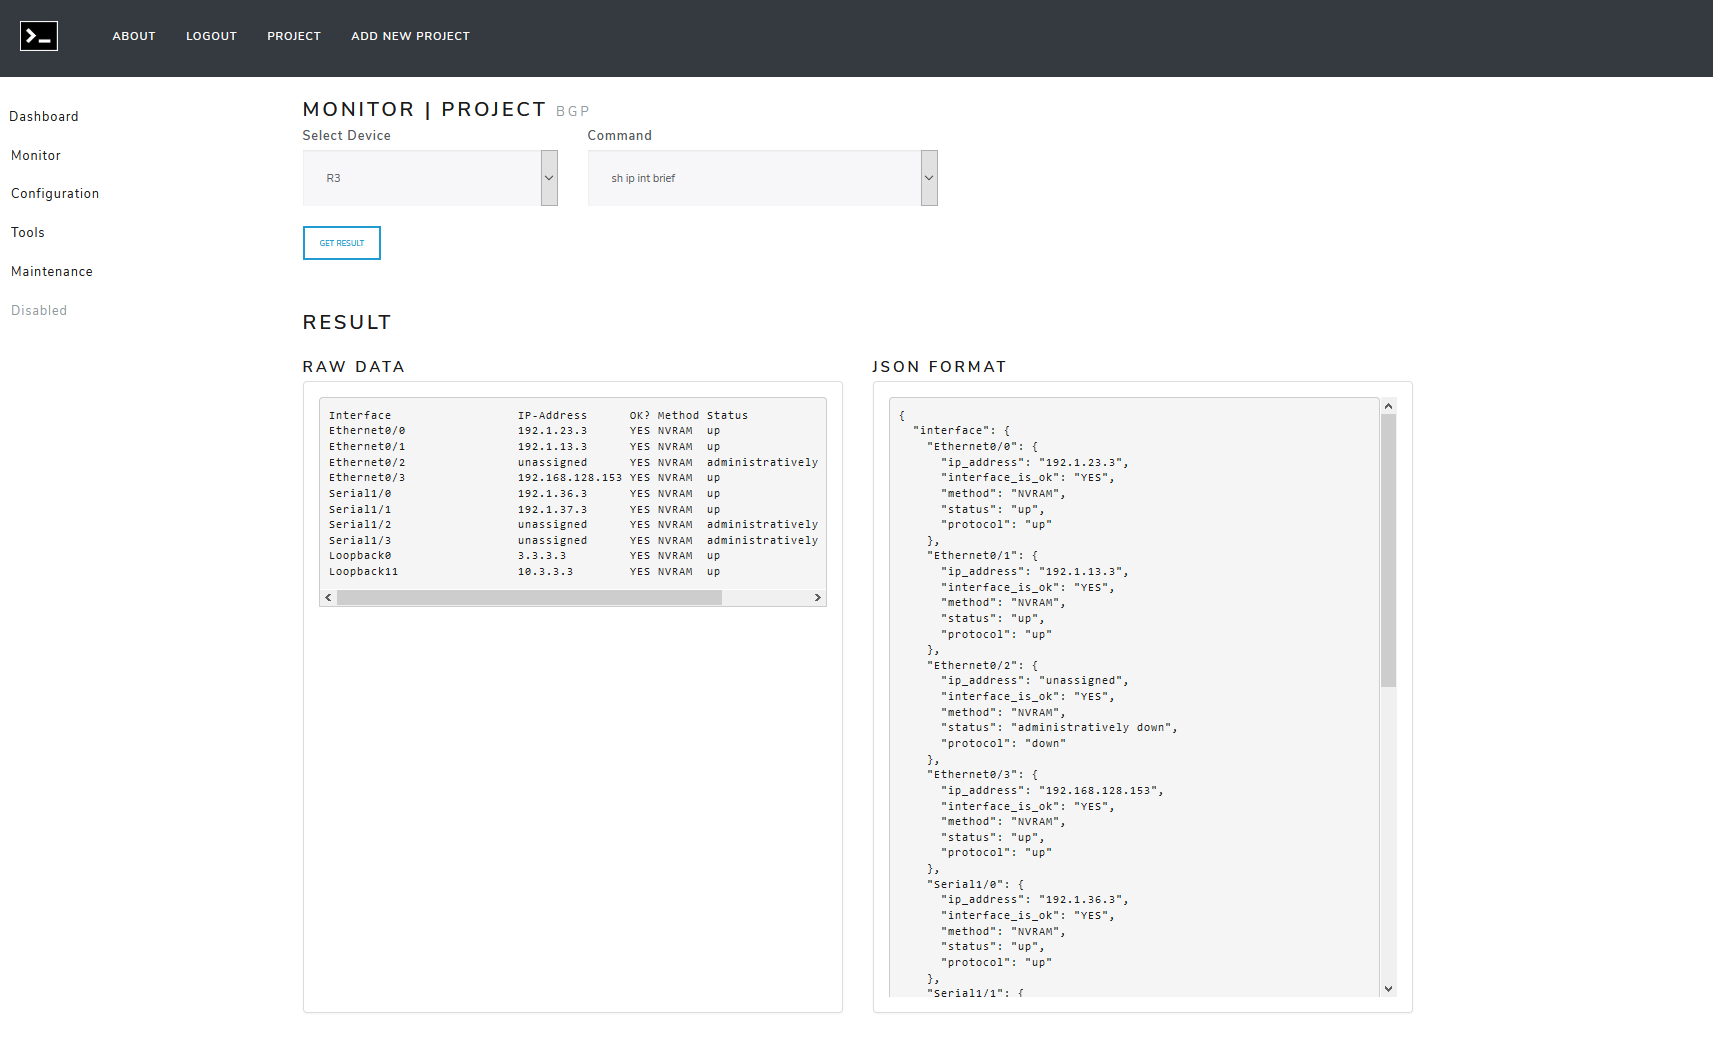 ABOUT LOGOUT PROJECT ADD NEW PROJECT
Dashboard
Monitor
Configuration
Tools
Maintenance
Disabled
MONITOR | PROJECT BGP
Select Device Command
R3 sh ip int brief
GET RESULT
RESULT
RAW DATA
Interface IP-Address OK? Method Status
Ethernet0/0 192.1.23.3 YES NVRAM up
Ethernet0/1 192.1.13.3 YES NVRAM up
Ethernet0/2 unassigned YES NVRAM administratively
Ethernet0/3 192.168.128.153 YES NVRAM up
Serial1/0 192.1.36.3 YES NVRAM up
Serial1/1 192.1.37.3 YES NVRAM up
Serial1/2 unassigned YES NVRAM administratively
Serial1/3 unassigned YES NVRAM administratively
Loopback0 3.3.3.3 YES NVRAM up
Loopback11 10.3.3.3 YES NVRAM up
JSON FORMAT
{
"interface": {
"Ethernet0/0": {
"ip_address": "192.1.23.3",
"interface_is_ok": "YES",
"method": "NVRAM",
"status": "up",
"protocol": "up"
},
"Ethernet0/1": {
"ip_address": "192.1.13.3",
"interface_is_ok": "YES",
"method": "NVRAM",
"status": "up",
"protocol": "up"
},
"Ethernet0/2": {
"ip_address": "unassigned",
"interface_is_ok": "YES",
"method": "NVRAM",
"status": "administratively down",
"protocol": "down"
},
"Ethernet0/3": {
"ip_address": "192.168.128.153",
"interface_is_ok": "YES",
"method": "NVRAM",
"status": "up",
"protocol": "up"
},
"Serial1/0": {
"ip_address": "192.1.36.3",
"interface_is_ok": "YES",
"method": "NVRAM",
"status": "up",
"protocol": "up"
},
"Serial1/1": {